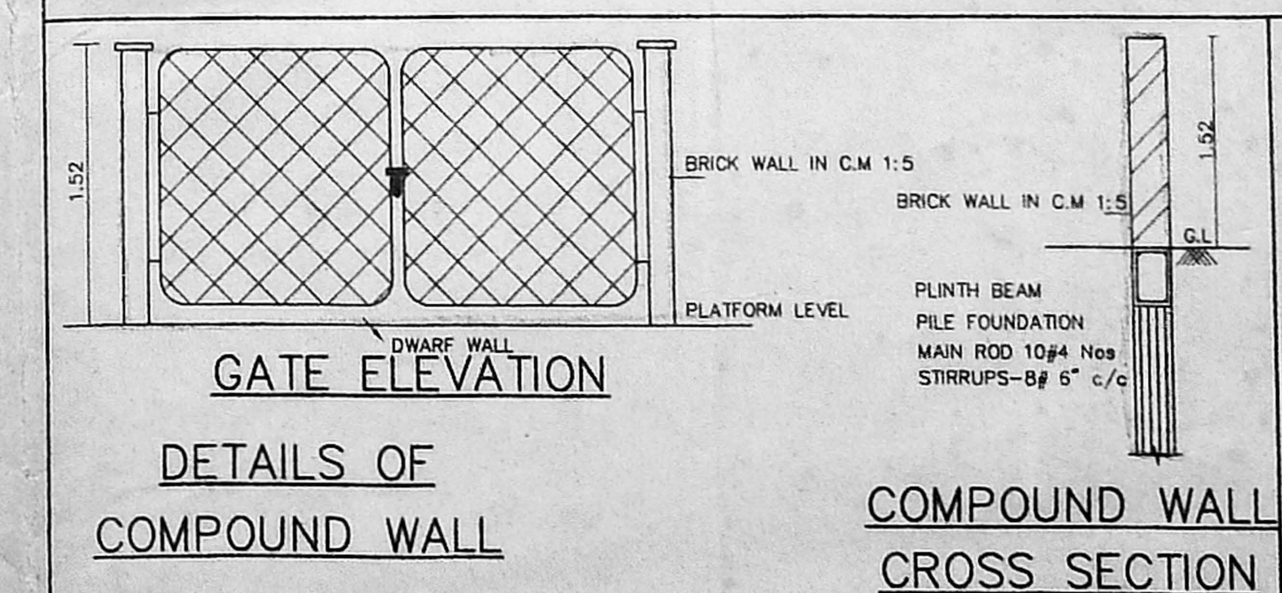 1.52
BRICK WALL IN C.M 1:5
PLATFORM LEVEL
DWARF WALL
GATE ELEVATION
DETAILS OF
COMPOUND WALL
1.52
BRICK WALL IN C.M 1:5
G.L
PLINTH BEAM
PILE FOUNDATION
MAIN ROD 10#4 Nos
STIRRUPS-8# 6" c/c
COMPOUND WALL
CROSS SECTION